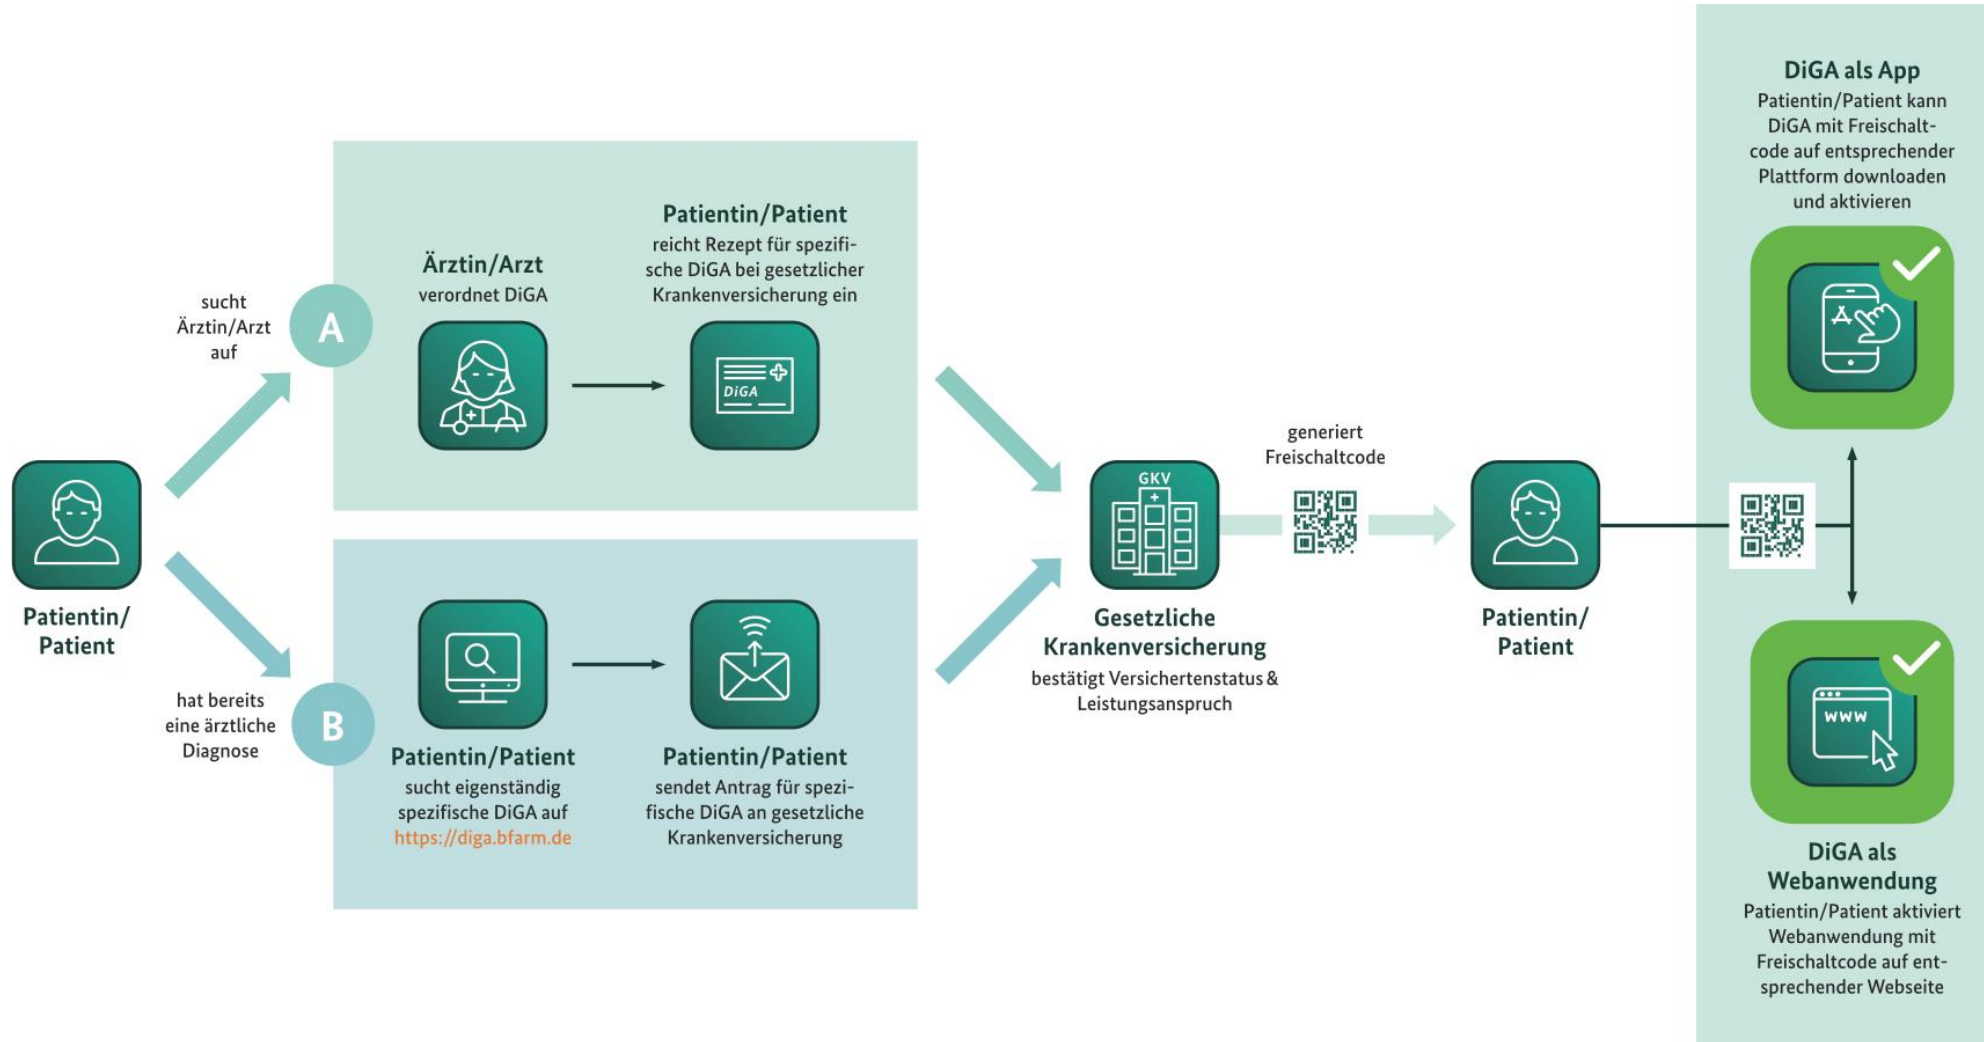 Patientin/
Patient
sucht
Ärztin/Arzt
auf
A
Ärztin/Arzt
verordnet DiGA
Patientin/Patient
reicht Rezept für spezifi-
sche DiGA bei gesetzlicher
Krankenversicherung ein
DiGA
hat bereits
eine ärztliche
Diagnose
B
Patientin/Patient
sucht eigenständig
spezifische DiGA auf
https://diga.bfarm.de
Patientin/Patient
sendet Antrag für spezi-
fische DiGA an gesetzliche
Krankenversicherung
GKV
Gesetzliche
Krankenversicherung
bestätigt Versichertenstatus &
Leistungsanspruch
generiert
Freischaltcode
Patientin/
Patient
DiGA als App
Patientin/Patient kann
DiGA mit Freischalt-
code auf entsprechender
Plattform downloaden
und aktivieren
www
DiGA als
Webanwendung
Patientin/Patient aktiviert
Webanwendung mit
Freischaltcode auf ent-
sprechender Webseite